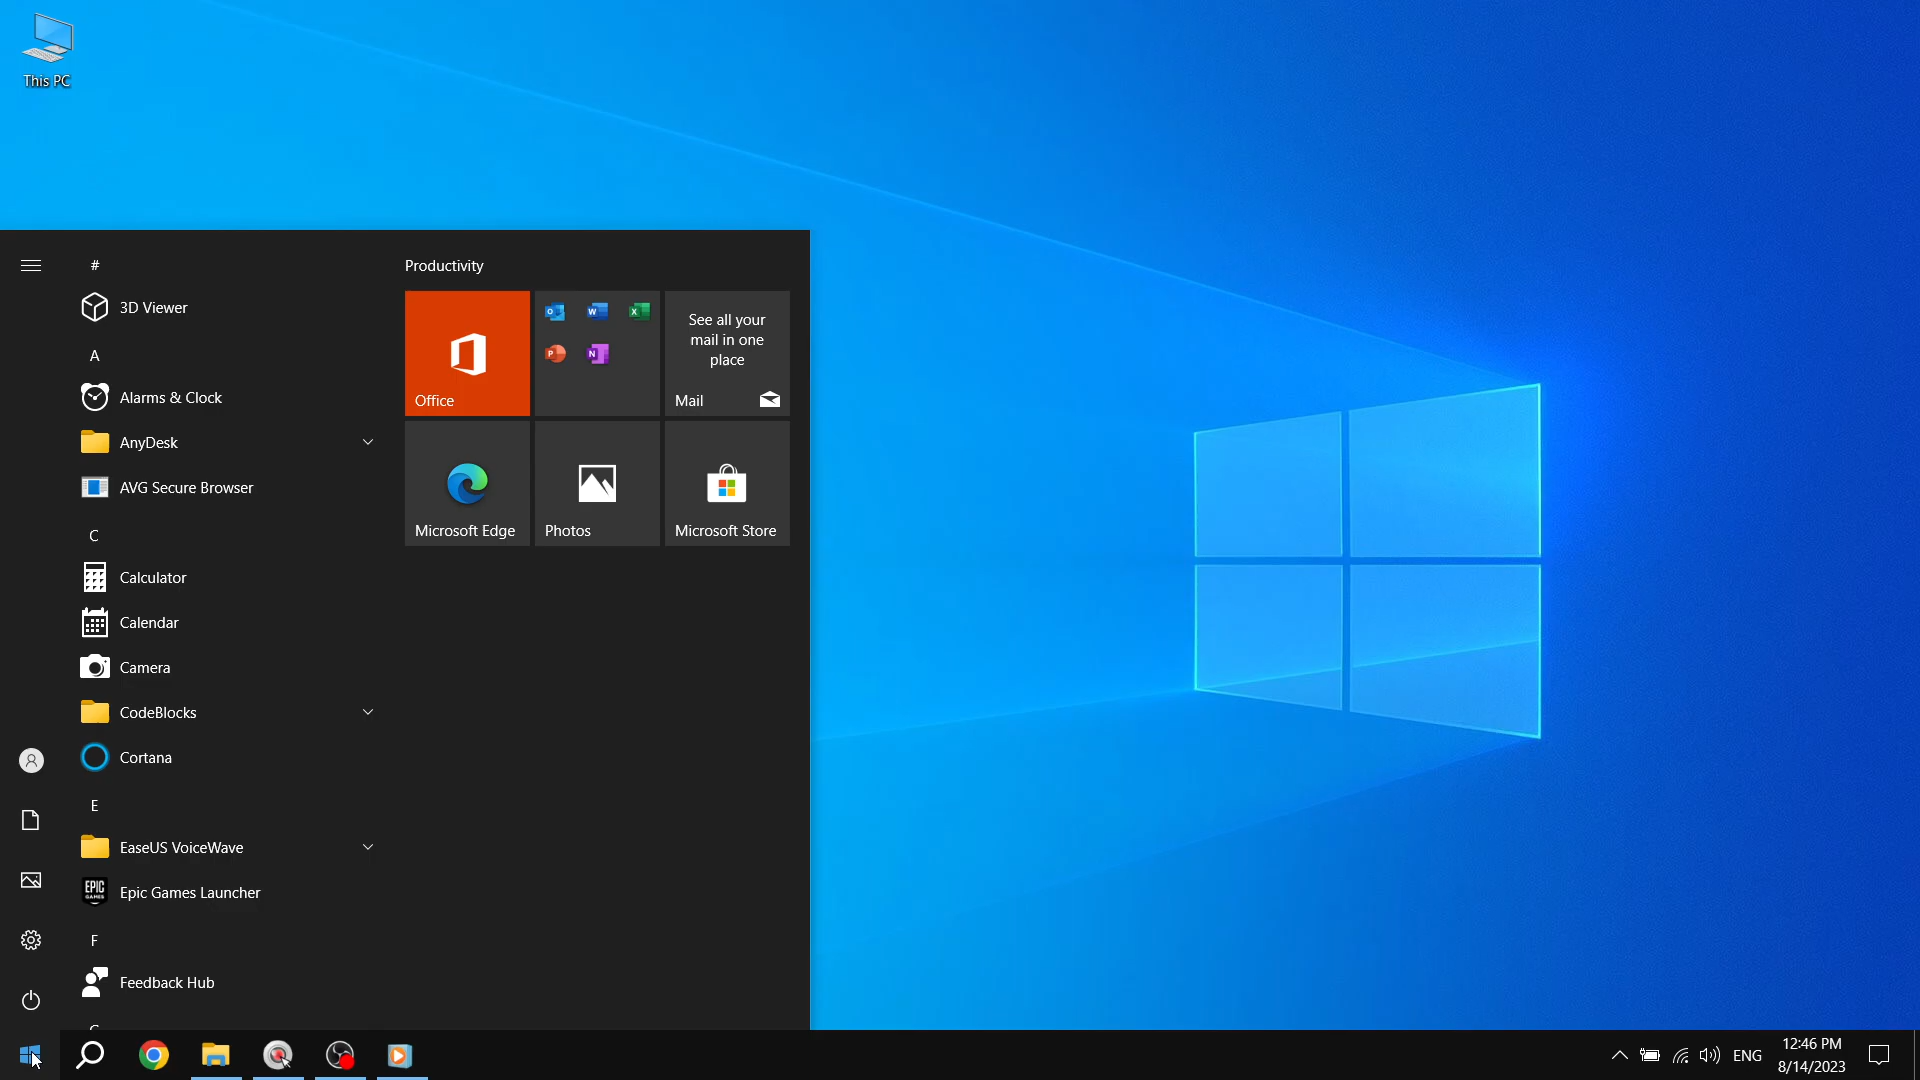 This PC
#
3D Viewer
A
Alarms & Clock
AnyDesk
AVG Secure Browser
C
Calculator
Calendar
Camera
CodeBlocks
Cortana
E
EaseUS VoiceWave
EPIC
GAMES
Epic Games Launcher
F
Feedback Hub
Productivity
Office
O
W
X
P
N
See all your
mail in one
place
Mail
Microsoft Edge
Photos
Microsoft Store
ENG
12:46 PM
8/14/2023